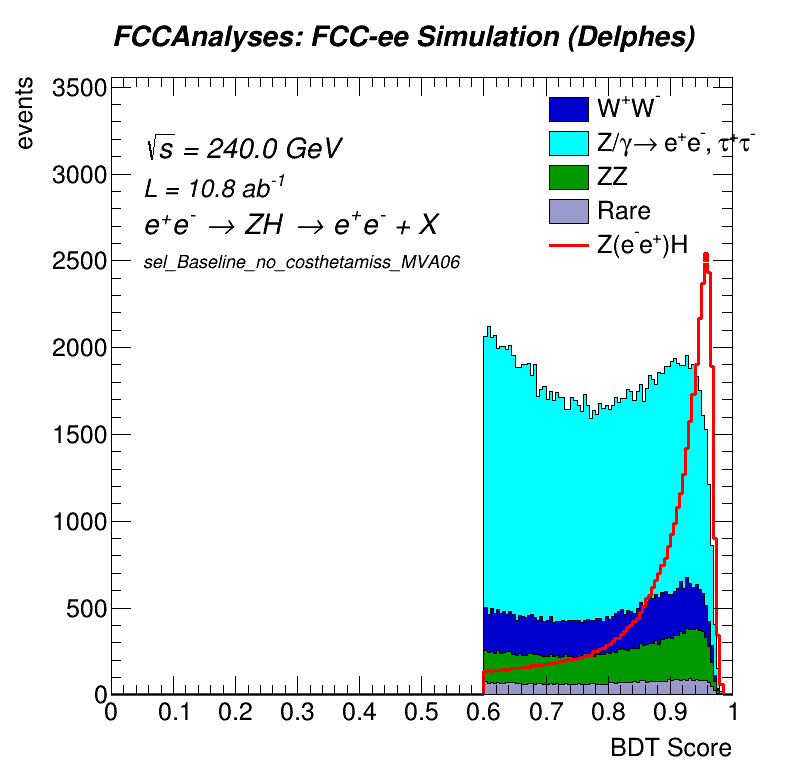 FCCAnalyses: FCC-ee Simulation (Delphes)
events
3500
3000
2500
2000
1500
1000
500
0
√s = 240.0 GeV
L = 10.8 ab⁻¹
e⁺e⁻ → ZH → e⁺e⁻ + X
sel_Baseline_no_costhetamiss_MVA06
W⁺W⁻
Z/γ→ e⁺e⁻, τ⁺τ⁻
ZZ
Rare
Z(e⁻e⁺)H
0 0.1 0.2 0.3 0.4 0.5 0.6 0.7 0.8 0.9 1
BDT Score